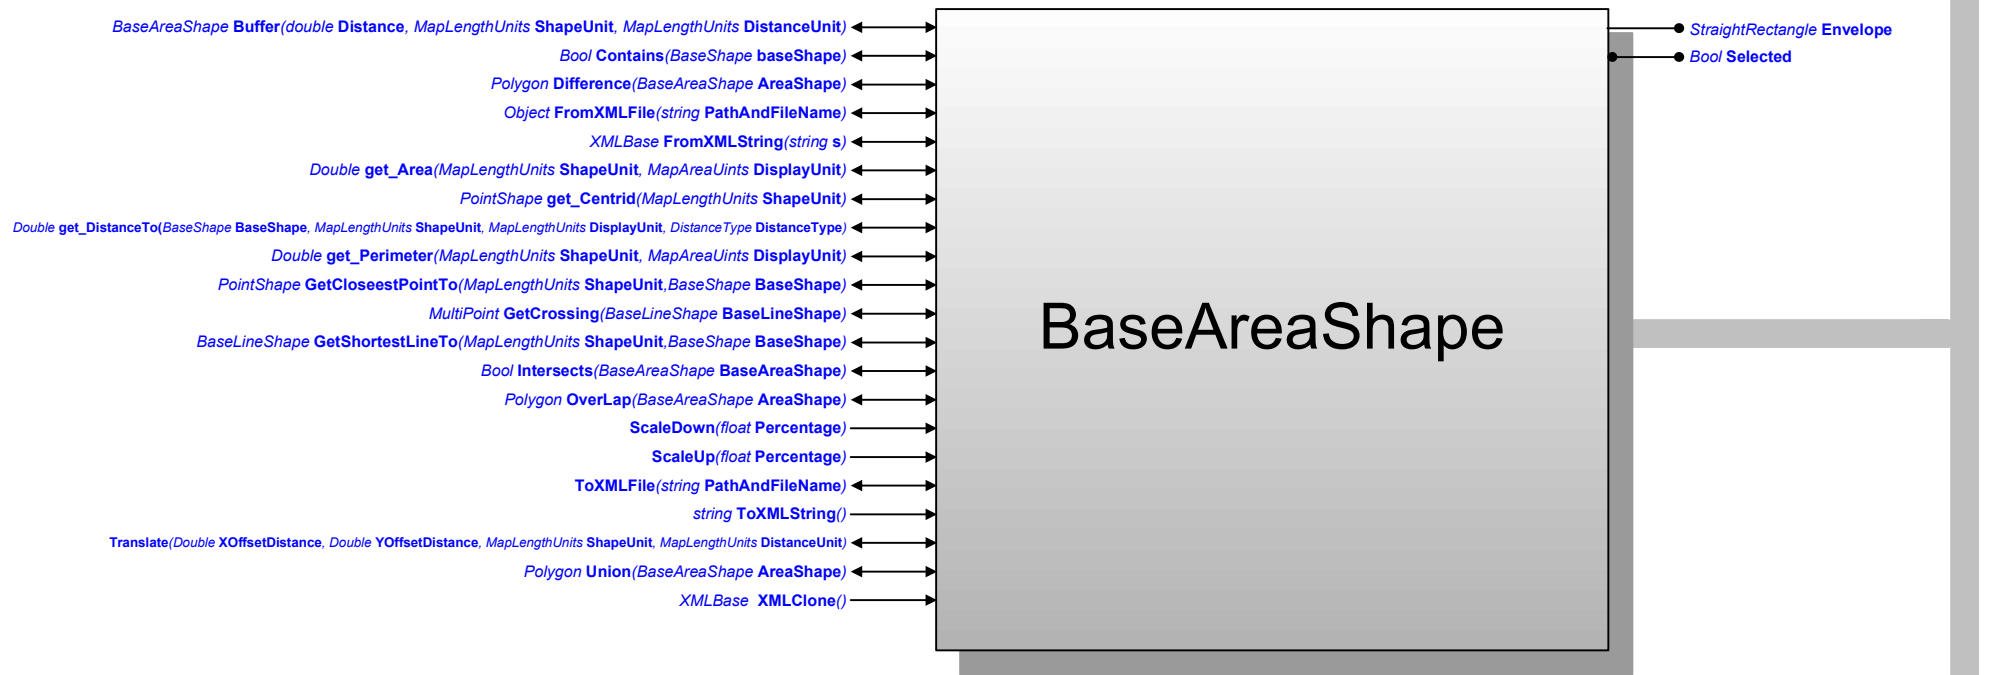 BaseAreaShape Buffer(double Distance, MapLengthUnits ShapeUnit, MapLengthUnits DistanceUnit)
Bool Contains(BaseShape baseShape)
Polygon Difference(BaseAreaShape AreaShape)
Object FromXMLFile(string PathAndFileName)
XMLBase FromXMLString(string s)
Double get_Area(MapLengthUnits ShapeUnit, MapAreaUints DisplayUnit)
PointShape get_Centrid(MapLengthUnits ShapeUnit)
Double get_DistanceTo(BaseShape BaseShape, MapLengthUnits ShapeUnit, MapLengthUnits DisplayUnit, DistanceType DistanceType)
Double get_Perimeter(MapLengthUnits ShapeUnit, MapAreaUints DisplayUnit)
PointShape GetCloseestPointTo(MapLengthUnits ShapeUnit,BaseShape BaseShape)
MultiPoint GetCrossing(BaseLineShape BaseLineShape)
BaseLineShape GetShortestLineTo(MapLengthUnits ShapeUnit,BaseShape BaseShape)
Bool Intersects(BaseAreaShape BaseAreaShape)
Polygon OverLap(BaseAreaShape AreaShape)
ScaleDown(float Percentage)
ScaleUp(float Percentage)
ToXMLFile(string PathAndFileName)
string ToXMLString()
Translate(Double XOffsetDistance, Double YOffsetDistance, MapLengthUnits ShapeUnit, MapLengthUnits DistanceUnit)
Polygon Union(BaseAreaShape AreaShape)
XMLBase XMLClone()
BaseAreaShape
StraightRectangle Envelope
Bool Selected